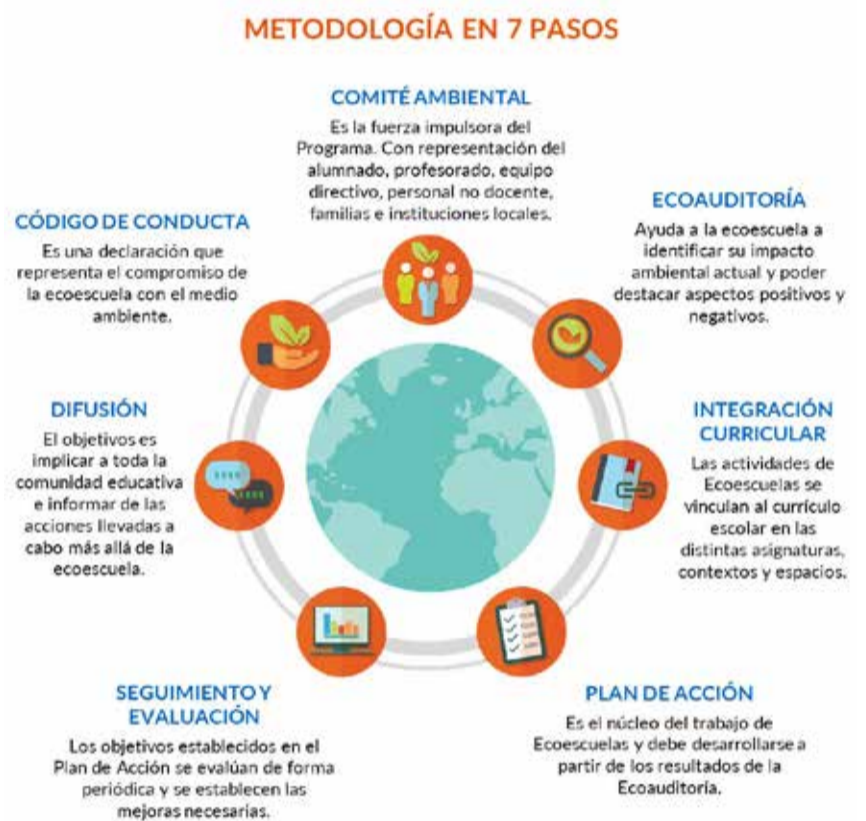 METODOLOGÍA EN 7 PASOS
COMITÉ AMBIENTAL
Es la fuerza impulsora del
Programa. Con representación del
alumnado, profesorado, equipo
directivo, personal no docente,
familias e instituciones locales.
ECOAUDITORÍA
Ayuda a la ecoescuela a
identificar su impacto
ambiental actual y poder
destacar aspectos positivos y
negativos.
INTEGRACIÓN
CURRICULAR
Las actividades de
Ecoescuelas se
vinculan al currículo
escolar en las
distintas asignaturas,
contextos y espacios.
PLAN DE ACCIÓN
Es el núcleo del trabajo de
Ecoescuelas y debe desarrollarse a
partir de los resultados de la
Ecoauditoría.
SEGUIMIENTO Y
EVALUACIÓN
Los objetivos establecidos en el
Plan de Acción se evalúan de forma
periódica y se establecen las
mejoras necesarias.
DIFUSIÓN
El objetivos es
implicar a toda la
comunidad educativa
e informar de las
acciones llevadas a
cabo más allá de la
ecoescuela.
CÓDIGO DE CONDUCTA
Es una declaración que
representa el compromiso de
la ecoescuela con el medio
ambiente.